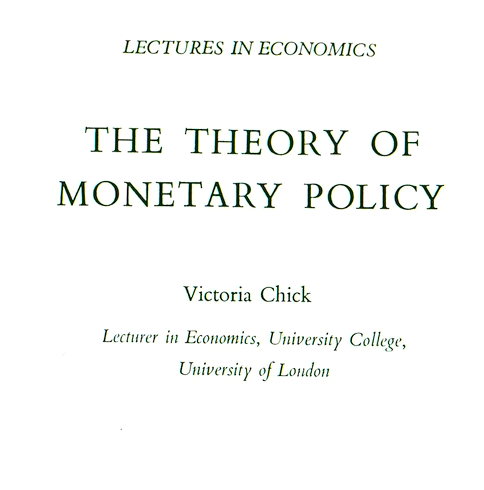 LECTURES IN ECONOMICS
THE THEORY OF
MONETARY POLICY
Victoria Chick
Lecturer in Economics, University College,
University of London